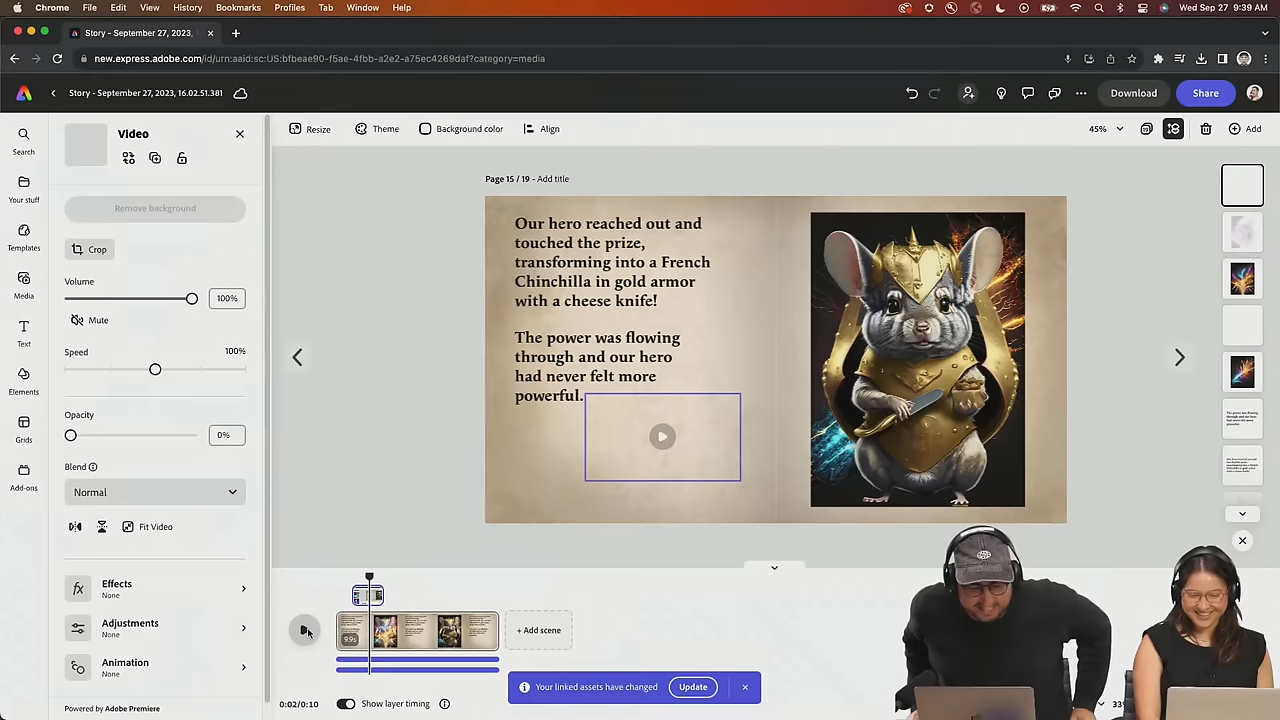 Chrome File Edit View History Bookmarks Profiles Tab Window Help
Wed Sep 27 9:39 AM
Story - September 27, 2023,
new.express.adobe.com/id/urn:aaid:sc:US:bfbeae90-f5ae-4fbb-a2e2-a75ec4269daf?category=media
Story - September 27, 2023, 16.02.51.381
Download
Share
Search
Your stuff
Templates
Media
Text
Elements
Grids
Add-ons
Video
Remove background
Crop
Volume
100%
Mute
Speed
100%
Opacity
0%
Blend
Normal
Fit Video
Effects
None
Adjustments
None
Animation
None
Powered by Adobe Premiere
Resize Theme Background color Align
45%
Add
Page 15 / 19 - Add title
Our hero reached out and
touched the prize,
transforming into a French
Chinchilla in gold armor
with a cheese knife!
The power was flowing
through and our hero
had never felt more
powerful.
9.9s
+ Add scene
Your linked assets have changed
Update
0:02/0:10
Show layer timing